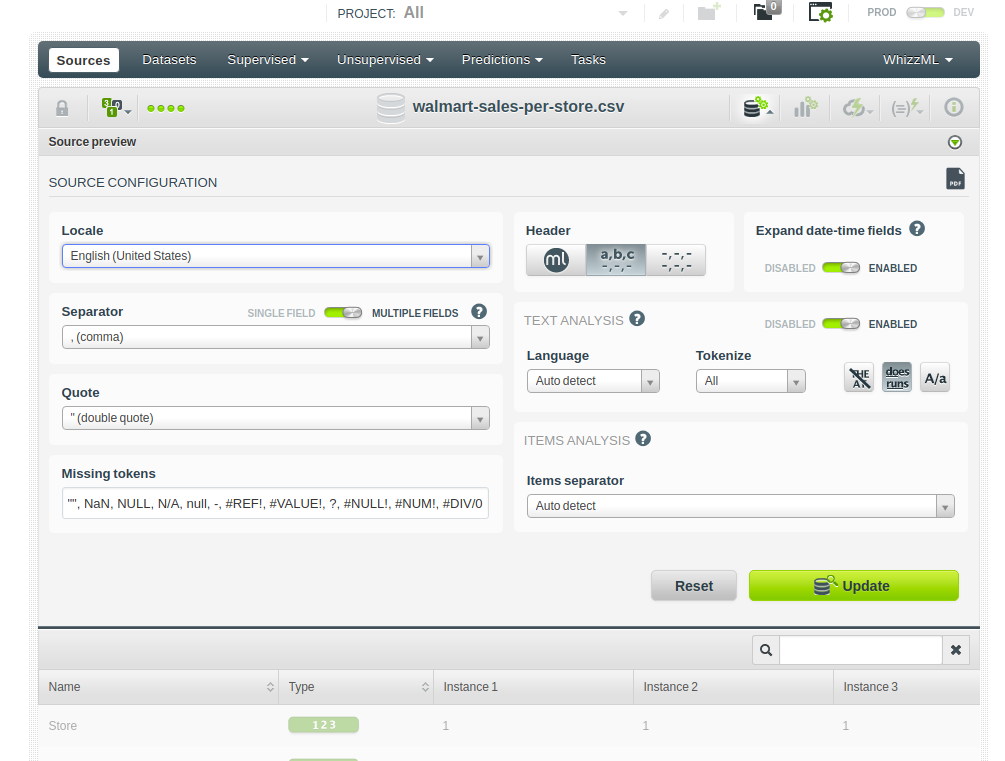 PROJECT: All
0
PROD DEV
Sources Datasets Supervised Unsupervised Predictions Tasks WhizzML
walmart-sales-per-store.csv
Source preview
SOURCE CONFIGURATION
PDF
Locale
English (United States)
Header
ml
a,b,c
-,-,-
-,-,-
-,-,-
Expand date-time fields ?
DISABLED ENABLED
Separator
SINGLE FIELD MULTIPLE FIELDS ?
, (comma)
TEXT ANALYSIS ?
DISABLED ENABLED
Language
Auto detect
Tokenize
All
THE
does
runs
A/a
Quote
" (double quote)
ITEMS ANALYSIS ?
Items separator
Auto detect
Missing tokens
"", NaN, NULL, N/A, null, -, #REF!, #VALUE!, ?, #NULL!, #NUM!, #DIV/0
Reset
Update
Name Type Instance 1 Instance 2 Instance 3
Store 123 1 1 1